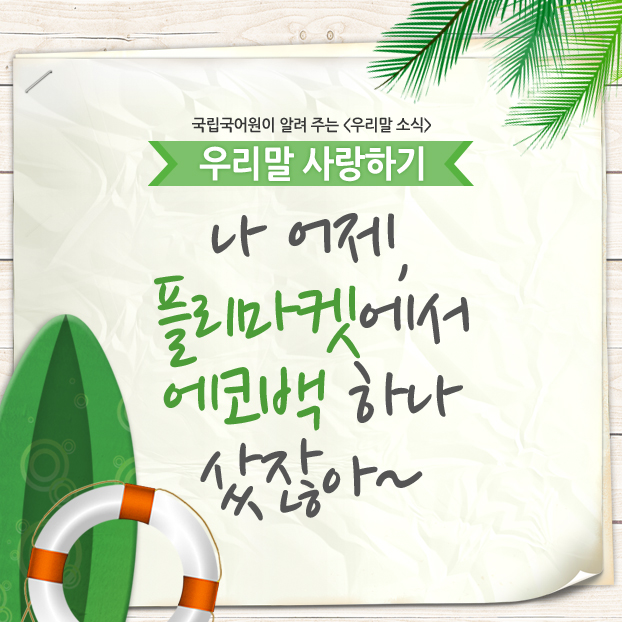 국립국어원이 알려 주는 <우리말 소식>
우리말 사랑하기
나 어제,
플리마켓에서
에코백 하나
샀잖아~